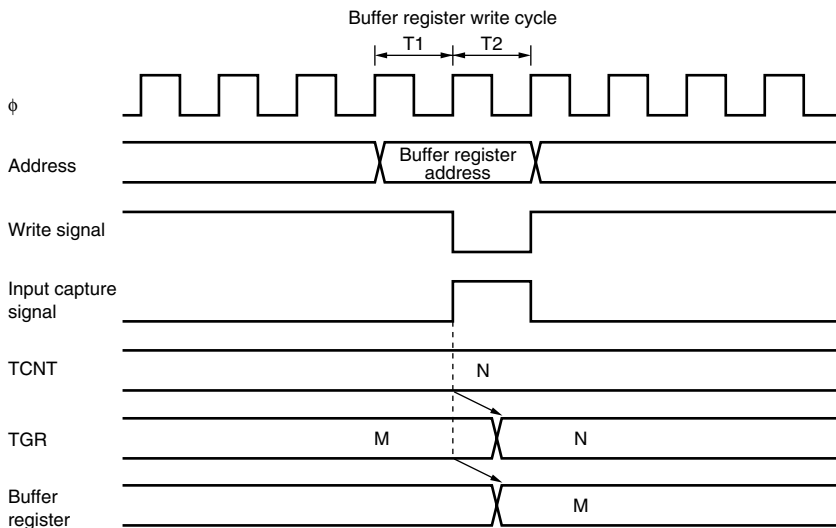 Buffer register write cycle
T1 T2
ϕ
Address
Buffer register
address
Write signal
Input capture
signal
TCNT
N
TGR
M N
Buffer
register
M